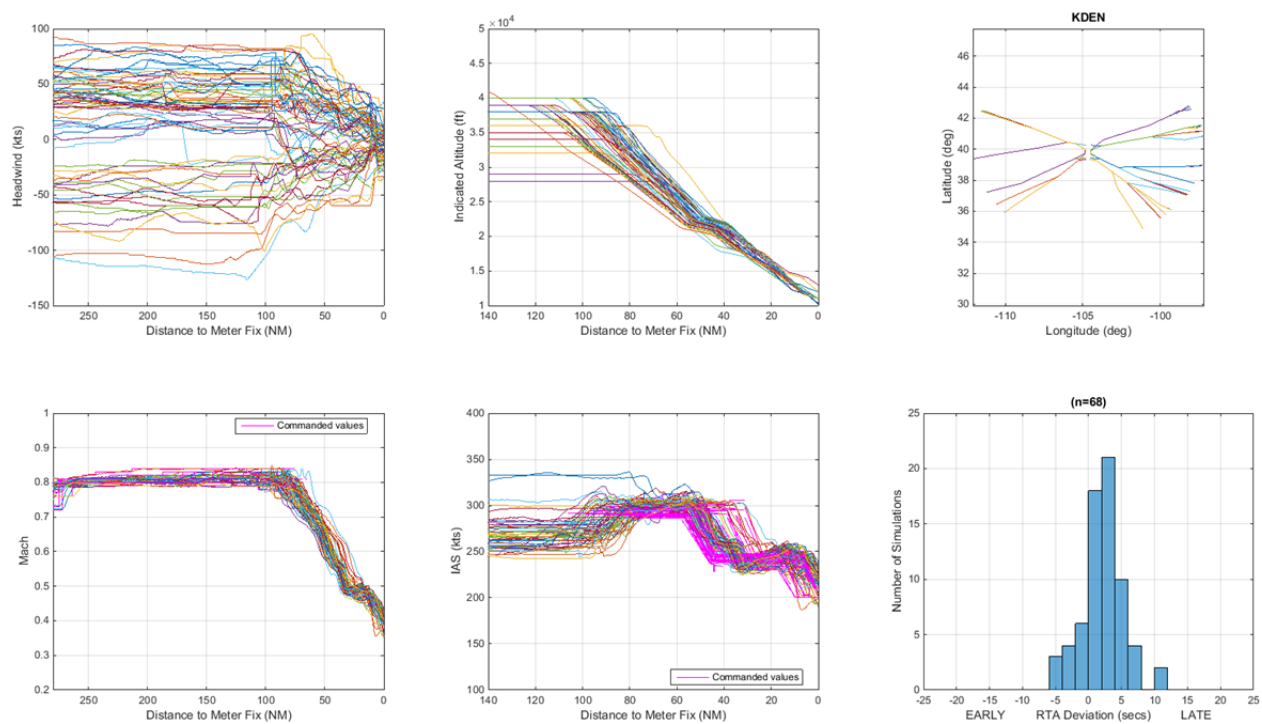 100
50
0
-50
-100
-150
Headwind (kts)
250 200 150 100 50 0
Distance to Meter Fix (NM)
× 10^4
5
4.5
4
3.5
3
2.5
2
1.5
1
Indicated Altitude (ft)
140 120 100 80 60 40 20 0
Distance to Meter Fix (NM)
KDEN
46
44
42
40
38
36
34
32
30
Latitude (deg)
-110 -105 -100
Longitude (deg)
1
0.9
0.8
0.7
0.6
0.5
0.4
0.3
0.2
Mach
Commanded values
250 200 150 100 50 0
Distance to Meter Fix (NM)
400
350
300
250
200
150
100
IAS (kts)
Commanded values
140 120 100 80 60 40 20 0
Distance to Meter Fix (NM)
(n=68)
25
20
15
10
5
0
Number of Simulations
-25 -20 -15 -10 -5 0 5 10 15 20 25
EARLY RTA Deviation (secs) LATE